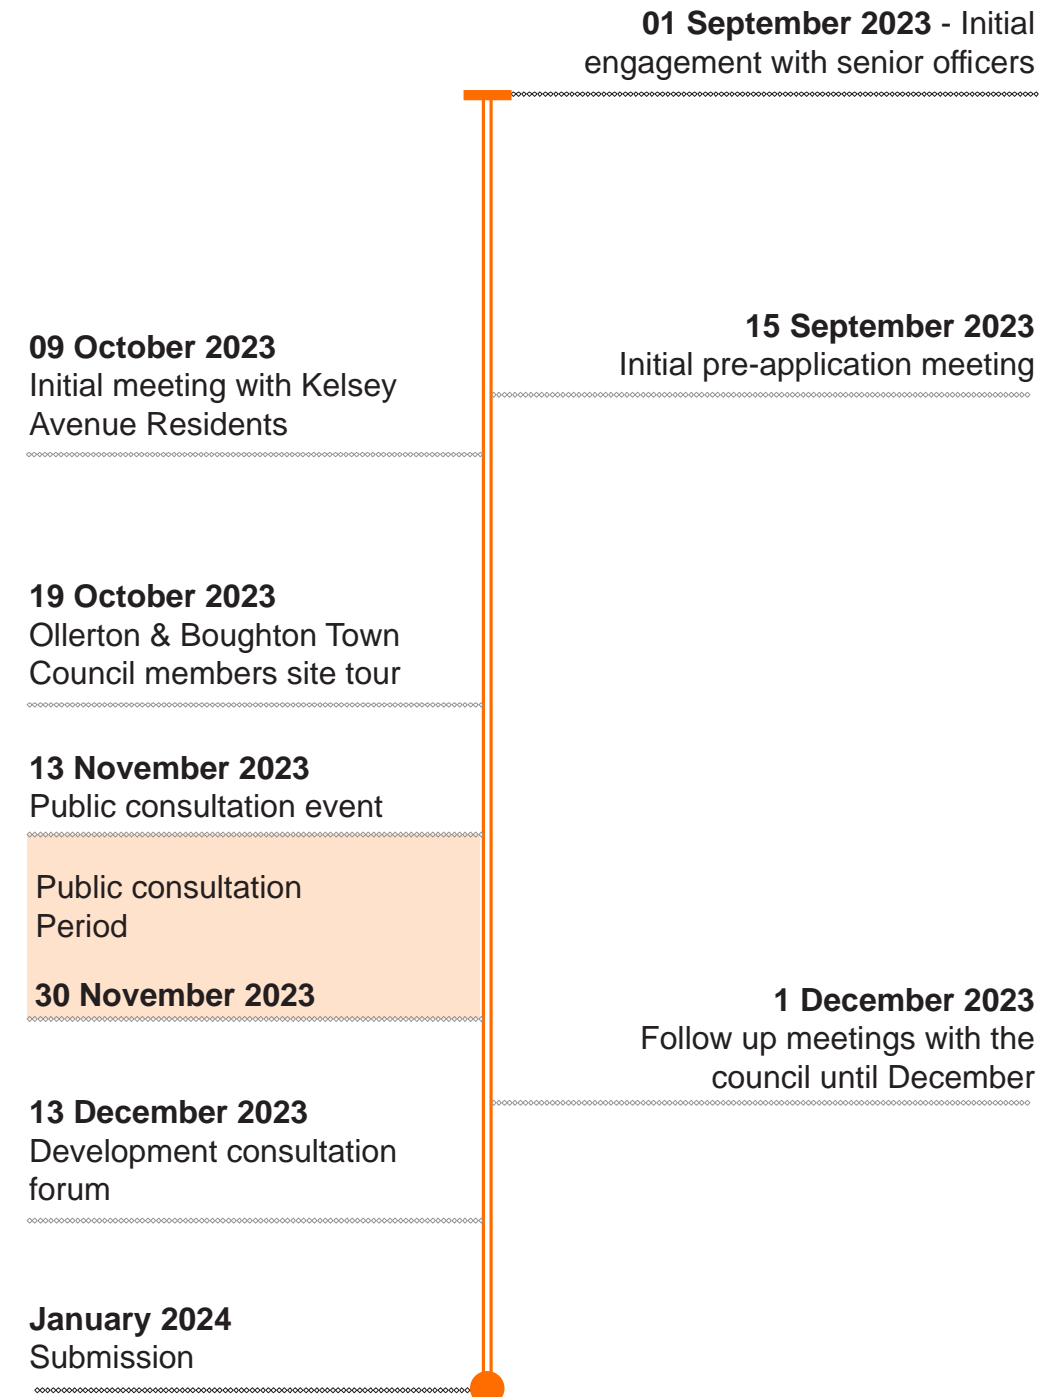 01 September 2023 - Initial
engagement with senior officers
15 September 2023
Initial pre-application meeting
09 October 2023
Initial meeting with Kelsey
Avenue Residents
19 October 2023
Ollerton & Boughton Town
Council members site tour
13 November 2023
Public consultation event
Public consultation
Period
30 November 2023
1 December 2023
Follow up meetings with the
council until December
13 December 2023
Development consultation
forum
January 2024
Submission